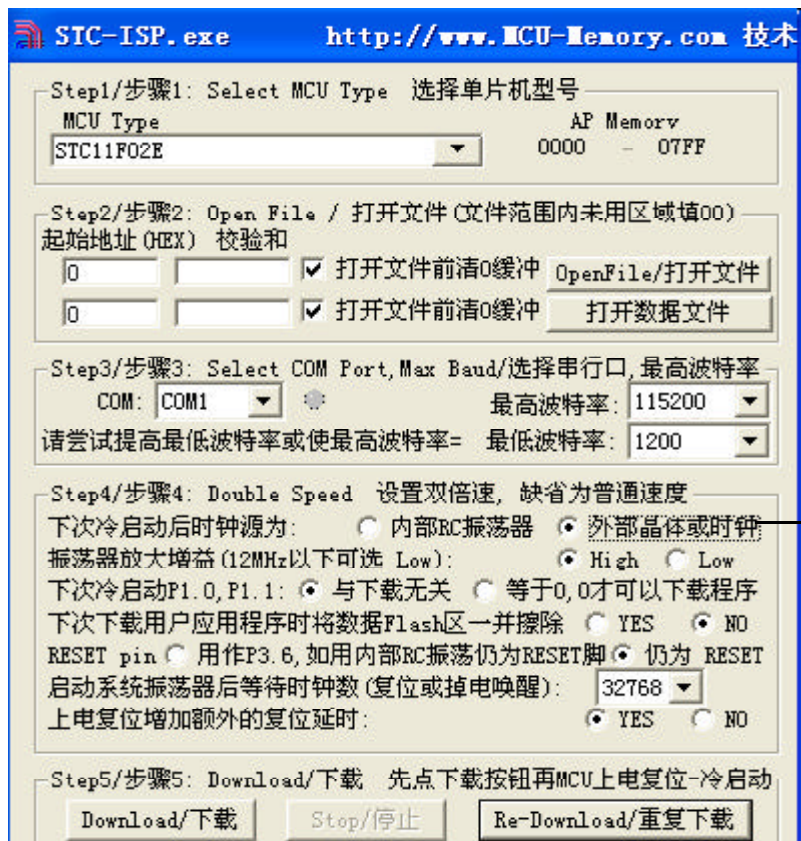 STC-ISP.exe http://www.MCU-Memory.com 技术
Step1/步骤1: Select MCU Type 选择单片机型号
MCU Type AP Memory
STC11F02E 0000 - 07FF
Step2/步骤2: Open File / 打开文件(文件范围内未用区域填00)
起始地址(HEX) 校验和
0 打开文件前清0缓冲 OpenFile/打开文件
0 打开文件前清0缓冲 打开数据文件
Step3/步骤3: Select COM Port,Max Baud/选择串行口,最高波特率
COM: COM1 最高波特率: 115200
请尝试提高最低波特率或使最高波特率= 最低波特率: 1200
Step4/步骤4: Double Speed 设置双倍速, 缺省为普通速度
下次冷启动后时钟源为: 内部RC振荡器 外部晶体或时钟
振荡器放大增益(12MHz以下可选 Low): High Low
下次冷启动P1.0,P1.1: 与下载无关 等于0,0才可以下载程序
下次下载用户应用程序时将数据Flash区一并擦除 YES NO
RESET pin 用作P3.6,如用内部RC振荡仍为RESET脚 仍为 RESET
启动系统振荡器后等待时钟数(复位或掉电唤醒): 32768
上电复位增加额外的复位延时: YES NO
Step5/步骤5: Download/下载 先点下载按钮再MCU上电复位-冷启动
Download/下载 Stop/停止 Re-Download/重复下载